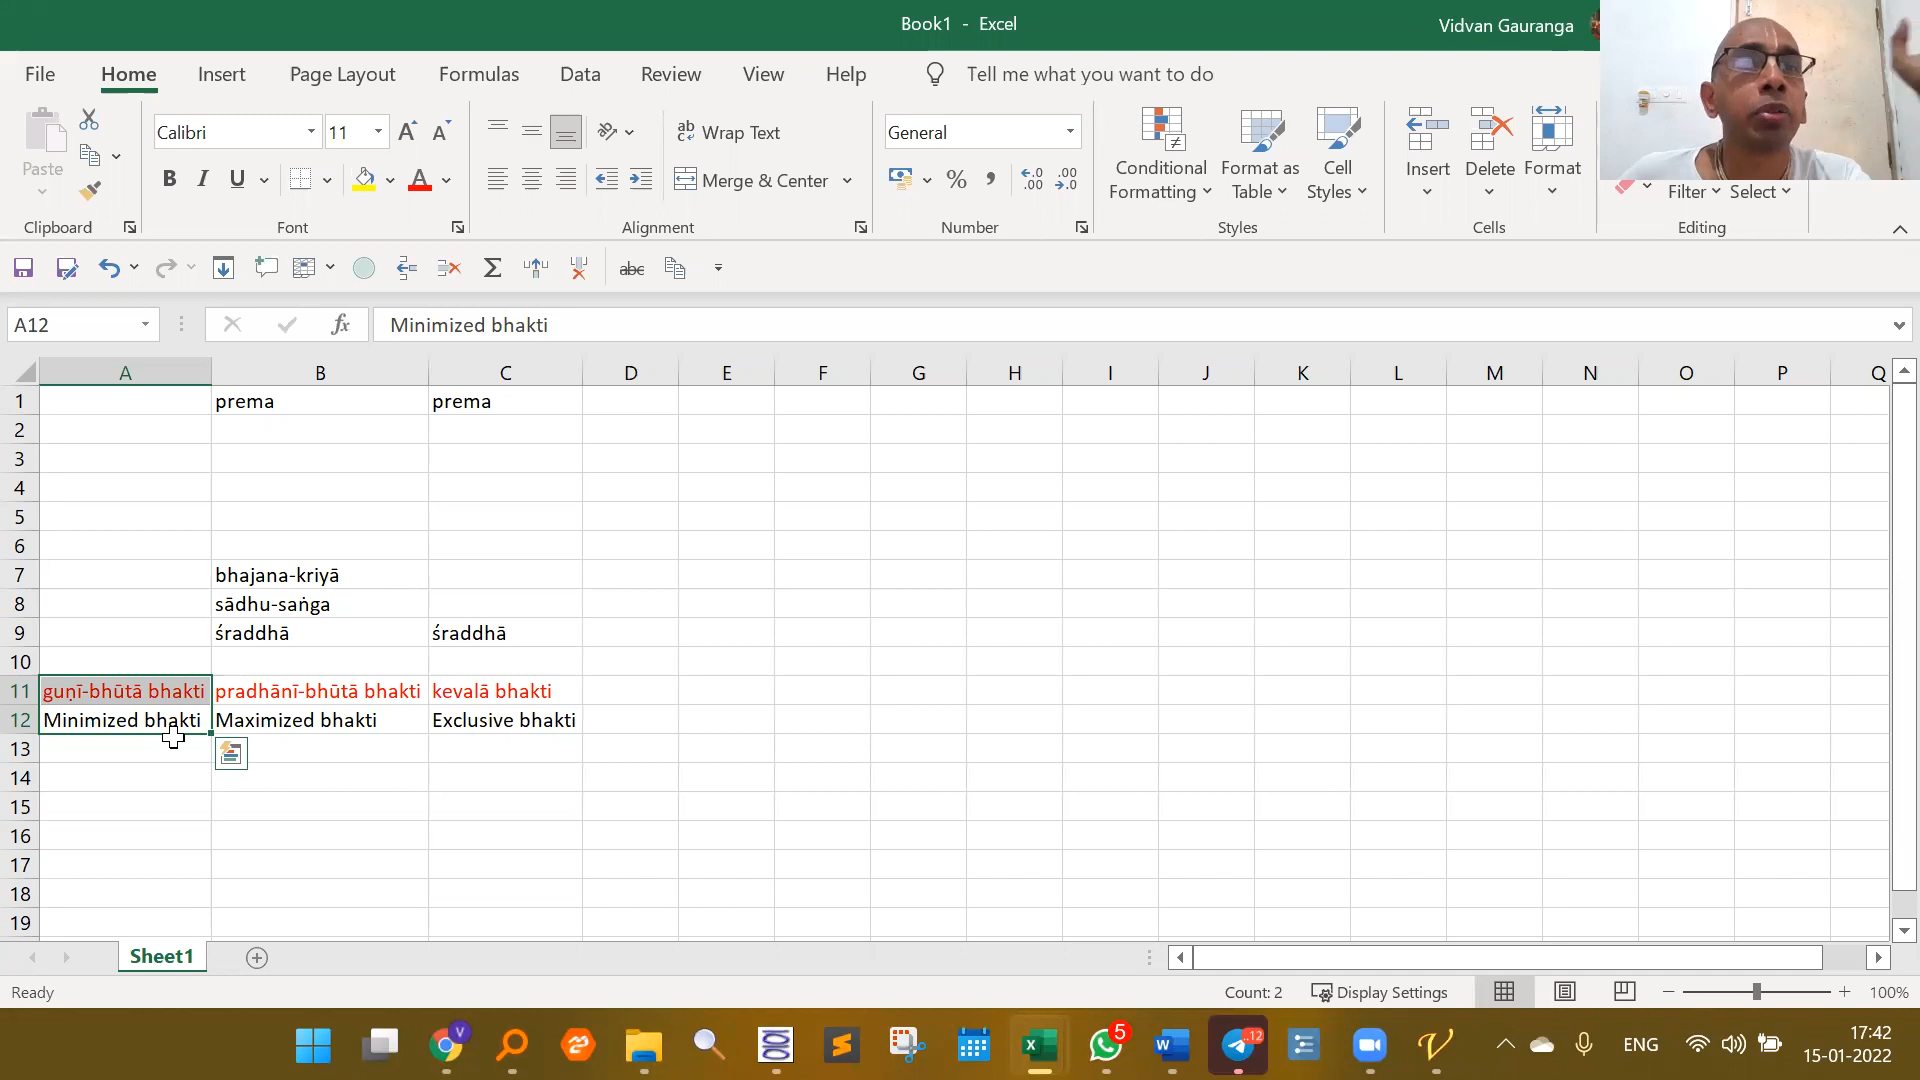 Book1 - Excel
Vidvan Gauranga
File Home Insert Page Layout Formulas Data Review View Help Tell me what you want to do
Paste
Calibri 11
Wrap Text
Merge & Center
General
Conditional Formatting
Format as Table
Cell Styles
Insert
Delete
Format
Filter
Select
Clipboard Font Alignment Number Styles Cells Editing
A12 fx Minimized bhakti
A B C D E F G H I J K L M N O P Q
1 prema prema
2
3
4
5
6
7 bhajana-kriyā
8 sādhu-saṅga
9 śraddhā śraddhā
10
11 guṇī-bhūtā bhakti pradhānī-bhūtā bhakti kevalā bhakti
12 Minimized bhakti Maximized bhakti Exclusive bhakti
13
14
15
16
17
18
19
Sheet1
Ready Count: 2 Display Settings 100%
V 5 12 ENG 17:42
15-01-2022